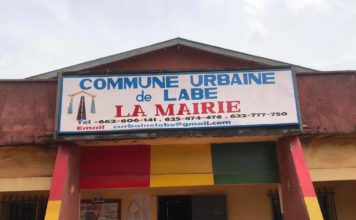 COMMUNE URBAINE
de LABE
LA MAIRIE
Tel -662-606-141 . 625-874-476 . 622-777-750
Email curbainelabe@gmail.com